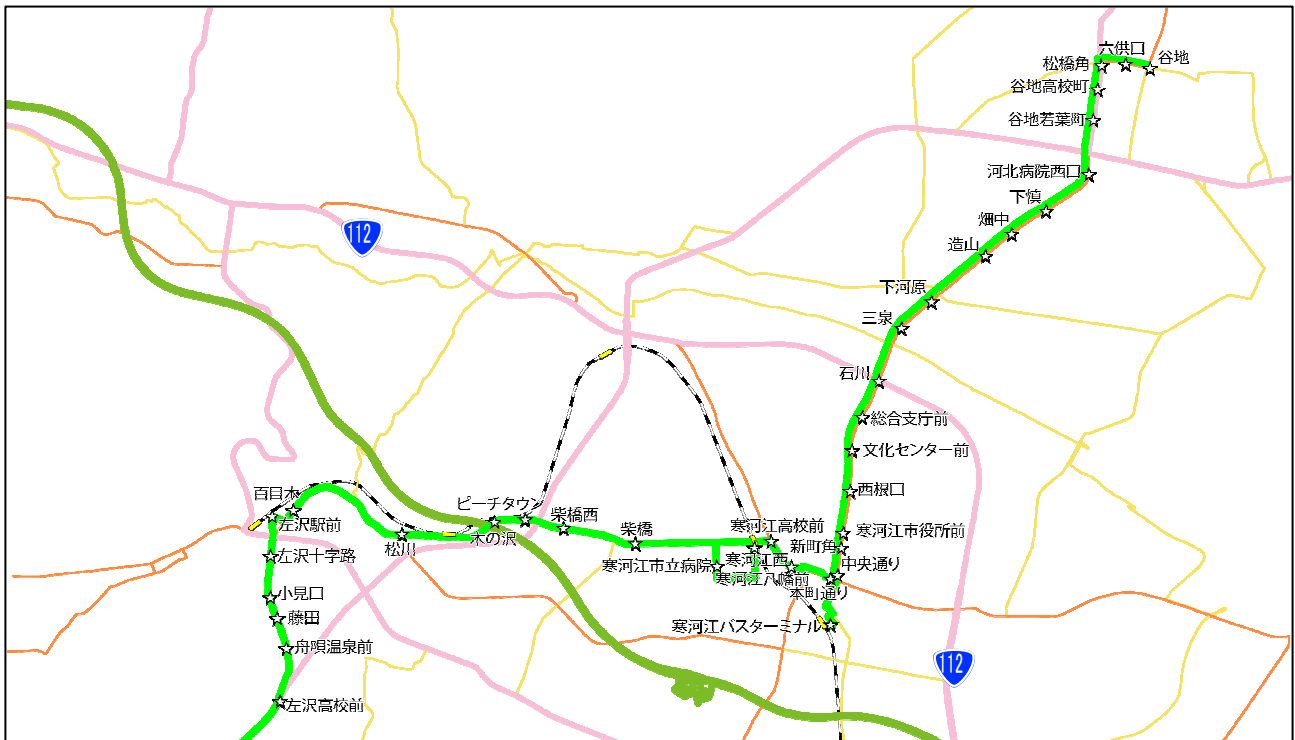 六供口
谷地
松橋角
谷地高校町
谷地若葉町
河北病院西口
下慎
畑中
造山
112
下河原
三泉
石川
総合支庁前
文化センター前
西根口
百目木
左沢駅前
ピーチタウン
木の沢
柴橋西
柴橋
松川
寒河江高校前
寒河江市役所前
新町角
寒河江西
中央通り
寒河江市立病院
寒河江八幡前
本町通り
左沢十字路
小見口
藤田
舟唄温泉前
左沢高校前
寒河江バスターミナル
112